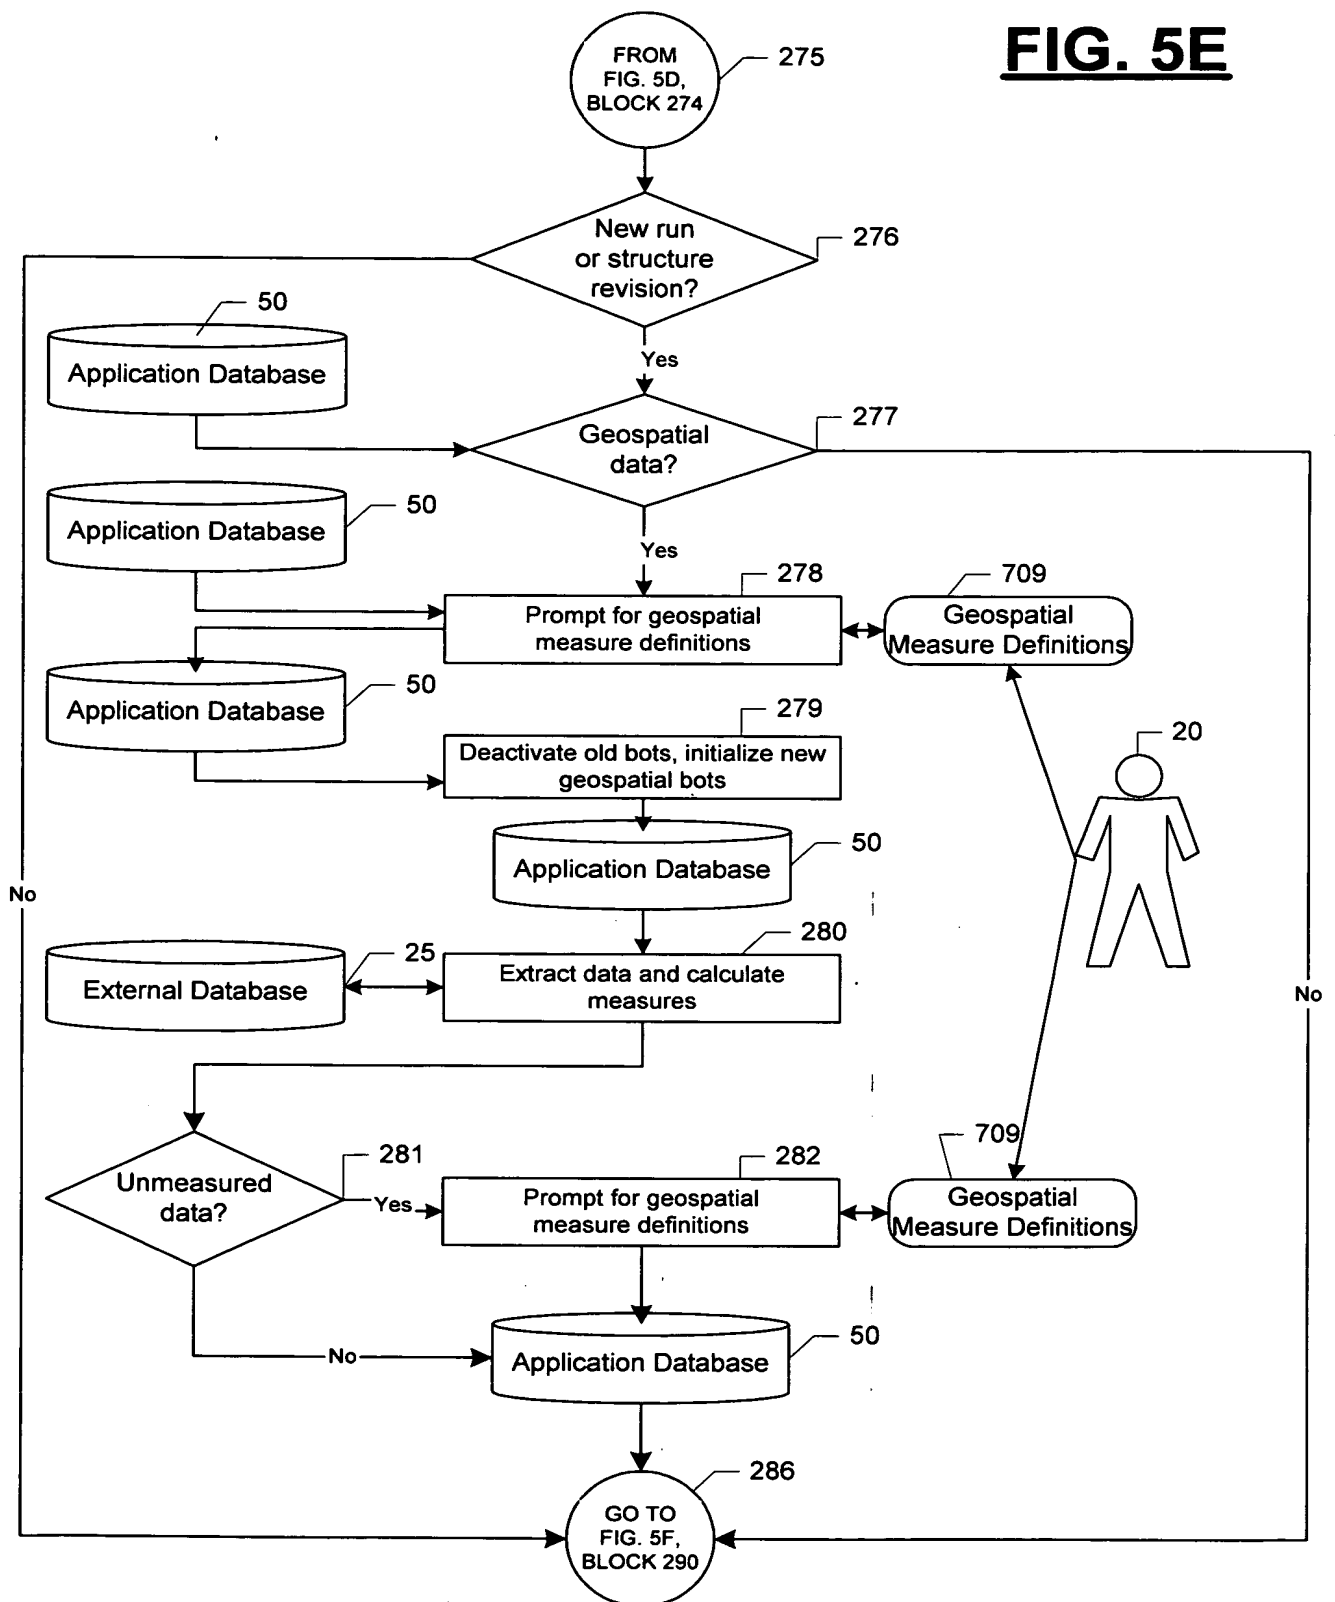 FIG. 5E
FROM
FIG. 5D,
BLOCK 274
275
New run
or structure
revision?
276
50
Application Database
Yes
Geospatial
data?
277
Application Database
50
Yes
278
Prompt for geospatial
measure definitions
709
Geospatial
Measure Definitions
Application Database
50
279
Deactivate old bots, initialize new
geospatial bots
20
Application Database
50
No
280
Extract data and calculate
measures
25
External Database
No
Unmeasured
data?
281
Yes
282
Prompt for geospatial
measure definitions
709
Geospatial
Measure Definitions
No
Application Database
50
286
GO TO
FIG. 5F,
BLOCK 290